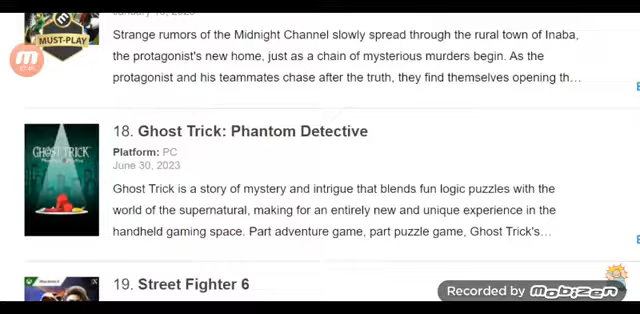 MUST-PLAY
Strange rumors of the Midnight Channel slowly spread through the rural town of Inaba,
the protagonist's new home, just as a chain of mysterious murders begin. As the
protagonist and his teammates chase after the truth, they find themselves opening th...
18. Ghost Trick: Phantom Detective
Platform: PC
June 30, 2023
GHOST TRICK
Ghost Trick is a story of mystery and intrigue that blends fun logic puzzles with the
world of the supernatural, making for an entirely new and unique experience in the
handheld gaming space. Part adventure game, part puzzle game, Ghost Trick's...
19. Street Fighter 6
Recorded by Mobizen